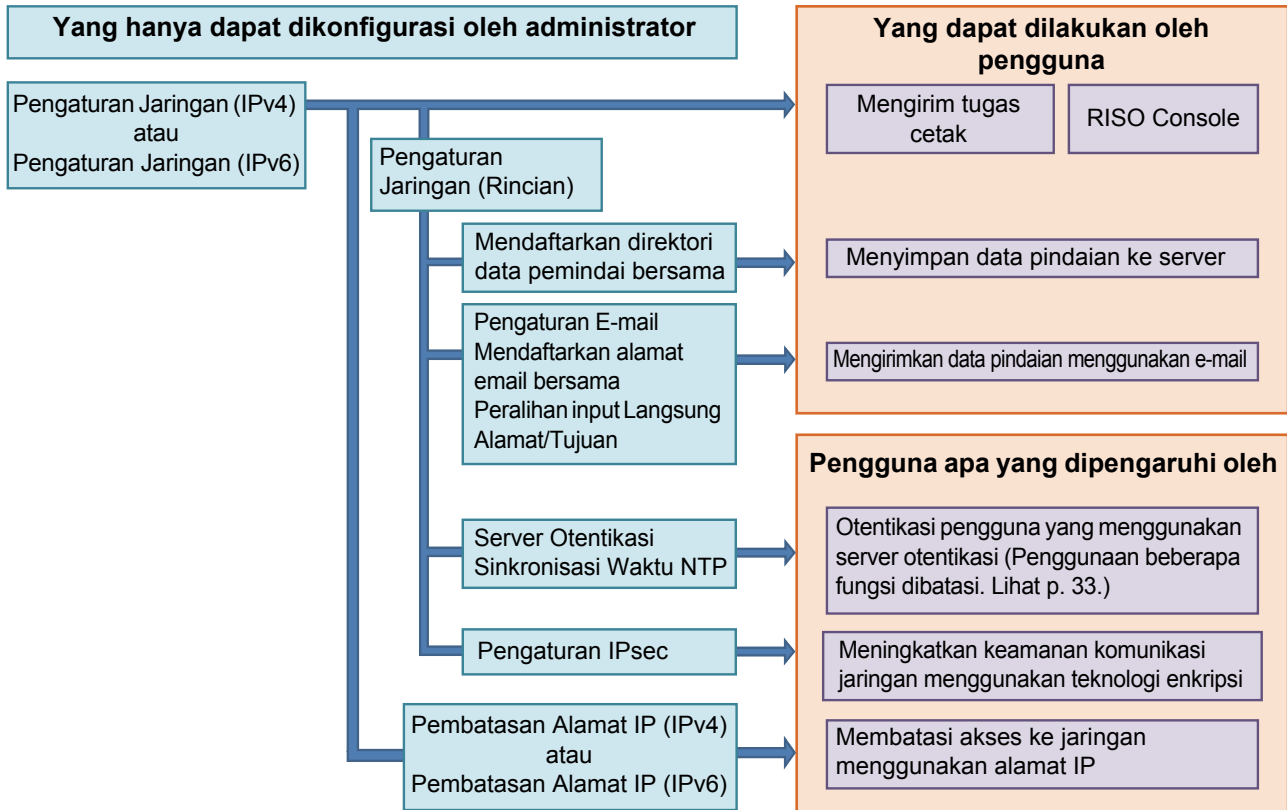 Yang hanya dapat dikonfigurasi oleh administrator
Pengaturan Jaringan (IPv4)
atau
Pengaturan Jaringan (IPv6)
Pengaturan
Jaringan (Rincian)
Mendaftarkan direktori
data pemindai bersama
Pengaturan E-mail
Mendaftarkan alamat
email bersama
Peralihan input Langsung
Alamat/Tujuan
Server Otentikasi
Sinkronisasi Waktu NTP
Pengaturan IPsec
Pembatasan Alamat IP (IPv4)
atau
Pembatasan Alamat IP (IPv6)
Yang dapat dilakukan oleh
pengguna
Mengirim tugas
cetak
RISO Console
Menyimpan data pindaian ke server
Mengirimkan data pindaian menggunakan e-mail
Pengguna apa yang dipengaruhi oleh
Otentikasi pengguna yang menggunakan
server otentikasi (Penggunaan beberapa
fungsi dibatasi. Lihat p. 33.)
Meningkatkan keamanan komunikasi
jaringan menggunakan teknologi enkripsi
Membatasi akses ke jaringan
menggunakan alamat IP